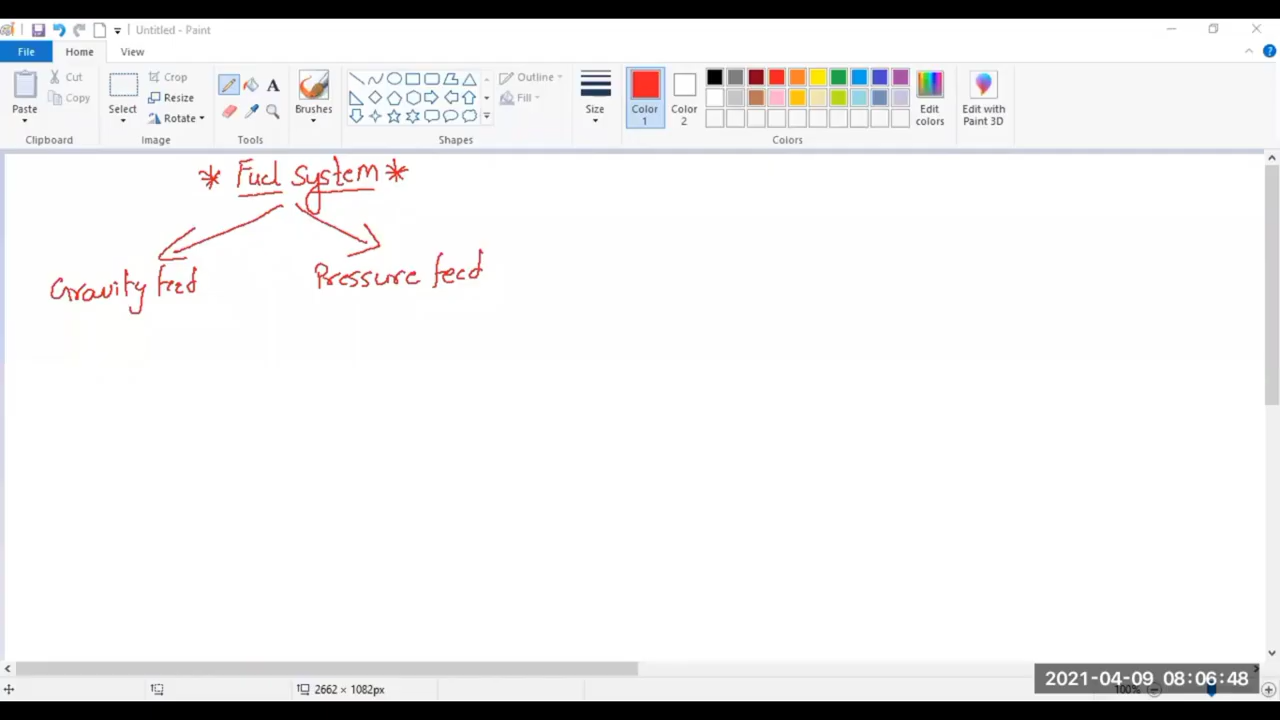 Untitled - Paint
File Home View
Paste
Cut
Copy
Clipboard
Select
Crop
Resize
Rotate
Image
A
Tools
Brushes
Shapes
Outline
Fill
Size
Color 1
Color 2
Edit colors
Colors
Edit with Paint 3D
* Fuel System *
Gravity feed Pressure feed
2662 × 1082px
2021-04-09 08:06:48
100%